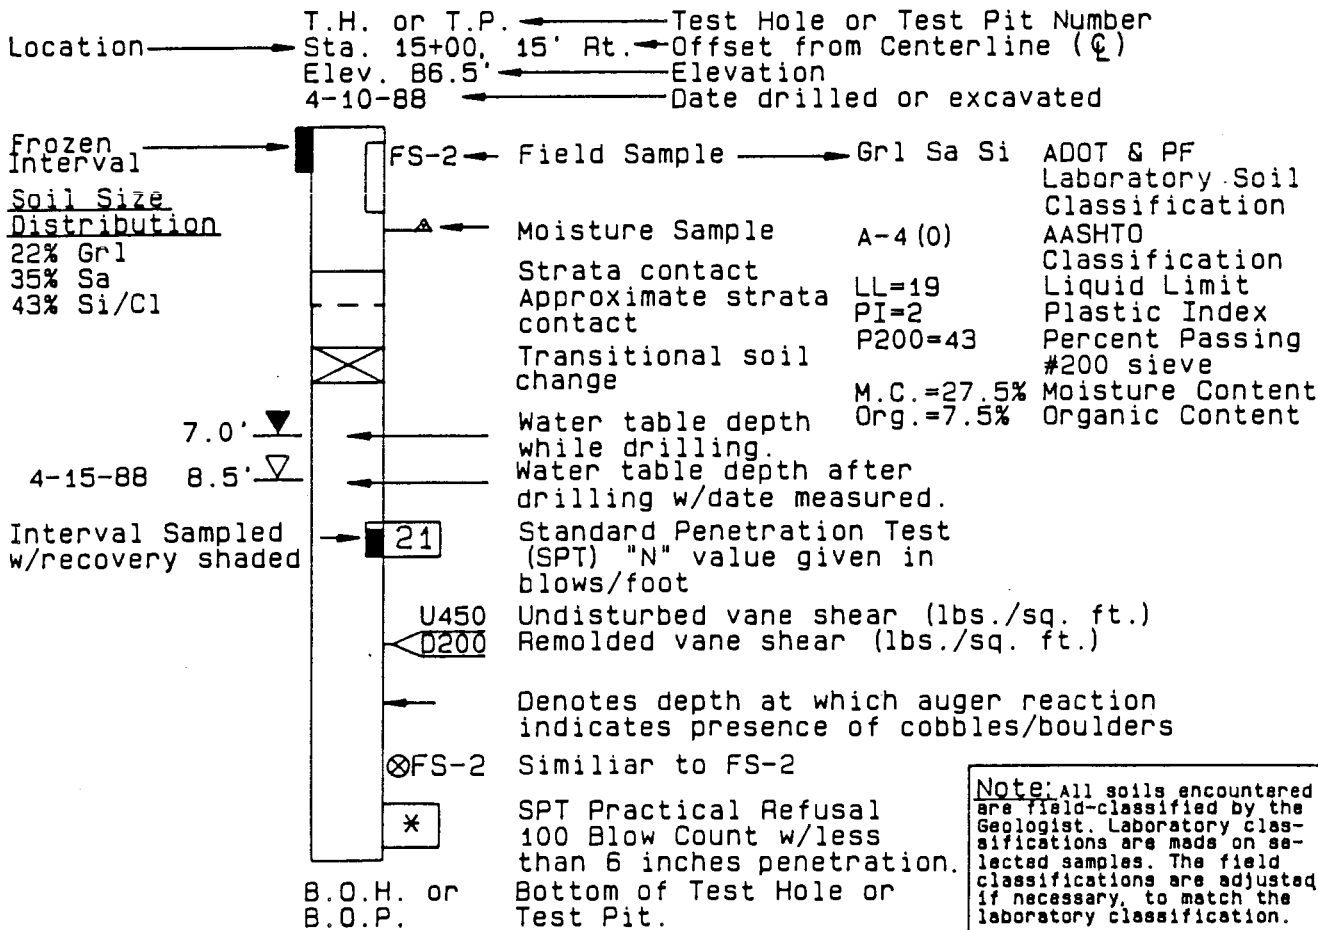 T.H. or T.P. Test Hole or Test Pit Number
Location Sta. 15+00, 15' Rt. Offset from Centerline (℄)
Elev. 86.5' Elevation
4-10-88 Date drilled or excavated
Frozen
Interval
FS-2 Field Sample Grl Sa Si ADOT & PF
Laboratory Soil
Classification
Soil Size
Distribution
22% Grl
35% Sa
43% Si/Cl
Moisture Sample
A-4(0) AASHTO
Classification
Strata contact
Approximate strata
contact
LL=19 Liquid Limit
PI=2 Plastic Index
P200=43 Percent Passing
#200 sieve
Transitional soil
change
M.C.=27.5% Moisture Content
Org.=7.5% Organic Content
7.0' Water table depth
while drilling.
4-15-88 8.5' Water table depth after
drilling w/date measured.
Interval Sampled
w/recovery shaded
21 Standard Penetration Test
(SPT) "N" value given in
blows/foot
U450 Undisturbed vane shear (lbs./sq. ft.)
D200 Remolded vane shear (lbs./sq. ft.)
Denotes depth at which auger reaction
indicates presence of cobbles/boulders
⊗FS-2 Similiar to FS-2
* SPT Practical Refusal
100 Blow Count w/less
than 6 inches penetration.
B.O.H. or Bottom of Test Hole or
B.O.P. Test Pit.
Note: All soils encountered
are field-classified by the
Geologist. Laboratory clas-
sifications are made on se-
lected samples. The field
classifications are adjusted
if necessary, to match the
laboratory classification.